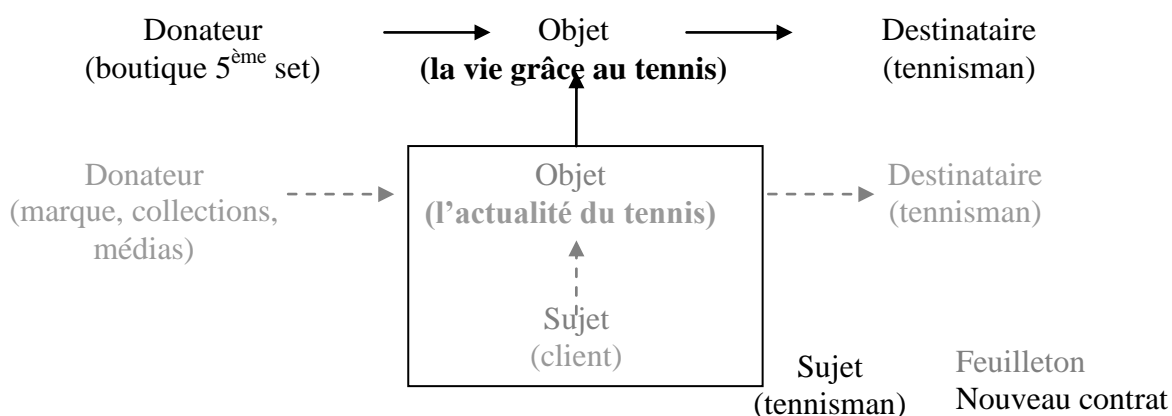 Donateur
(boutique 5ème set)
Objet
(la vie grâce au tennis)
Destinataire
(tennisman)
Donateur
(marque, collections,
médias)
Objet
(l'actualité du tennis)
Destinataire
(tennisman)
Sujet
(client)
Sujet
(tennisman)
Feuilleton
Nouveau contrat